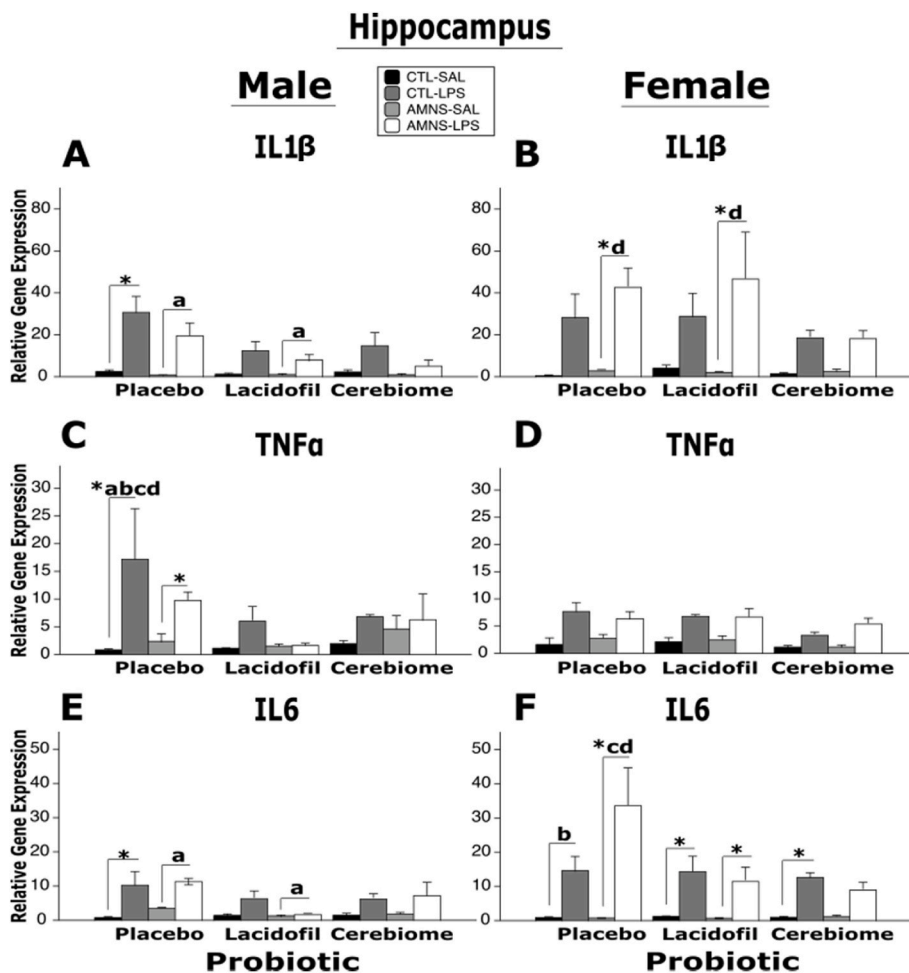 Hippocampus
Male
Female
CTL-SAL
CTL-LPS
AMNS-SAL
AMNS-LPS
A
IL1β
B
IL1β
Relative Gene Expression
80
60
40
20
0
*
a
a
Placebo Lacidofil Cerebiome
80
60
40
20
0
*d
*d
Placebo Lacidofil Cerebiome
C
TNFα
D
TNFα
Relative Gene Expression
30
25
20
15
10
5
0
*abcd
*
Placebo Lacidofil Cerebiome
30
25
20
15
10
5
0
Placebo Lacidofil Cerebiome
E
IL6
F
IL6
Relative Gene Expression
50
40
30
20
10
0
*
a
a
Placebo Lacidofil Cerebiome
Probiotic
50
40
30
20
10
0
b
*cd
*
*
*
Placebo Lacidofil Cerebiome
Probiotic